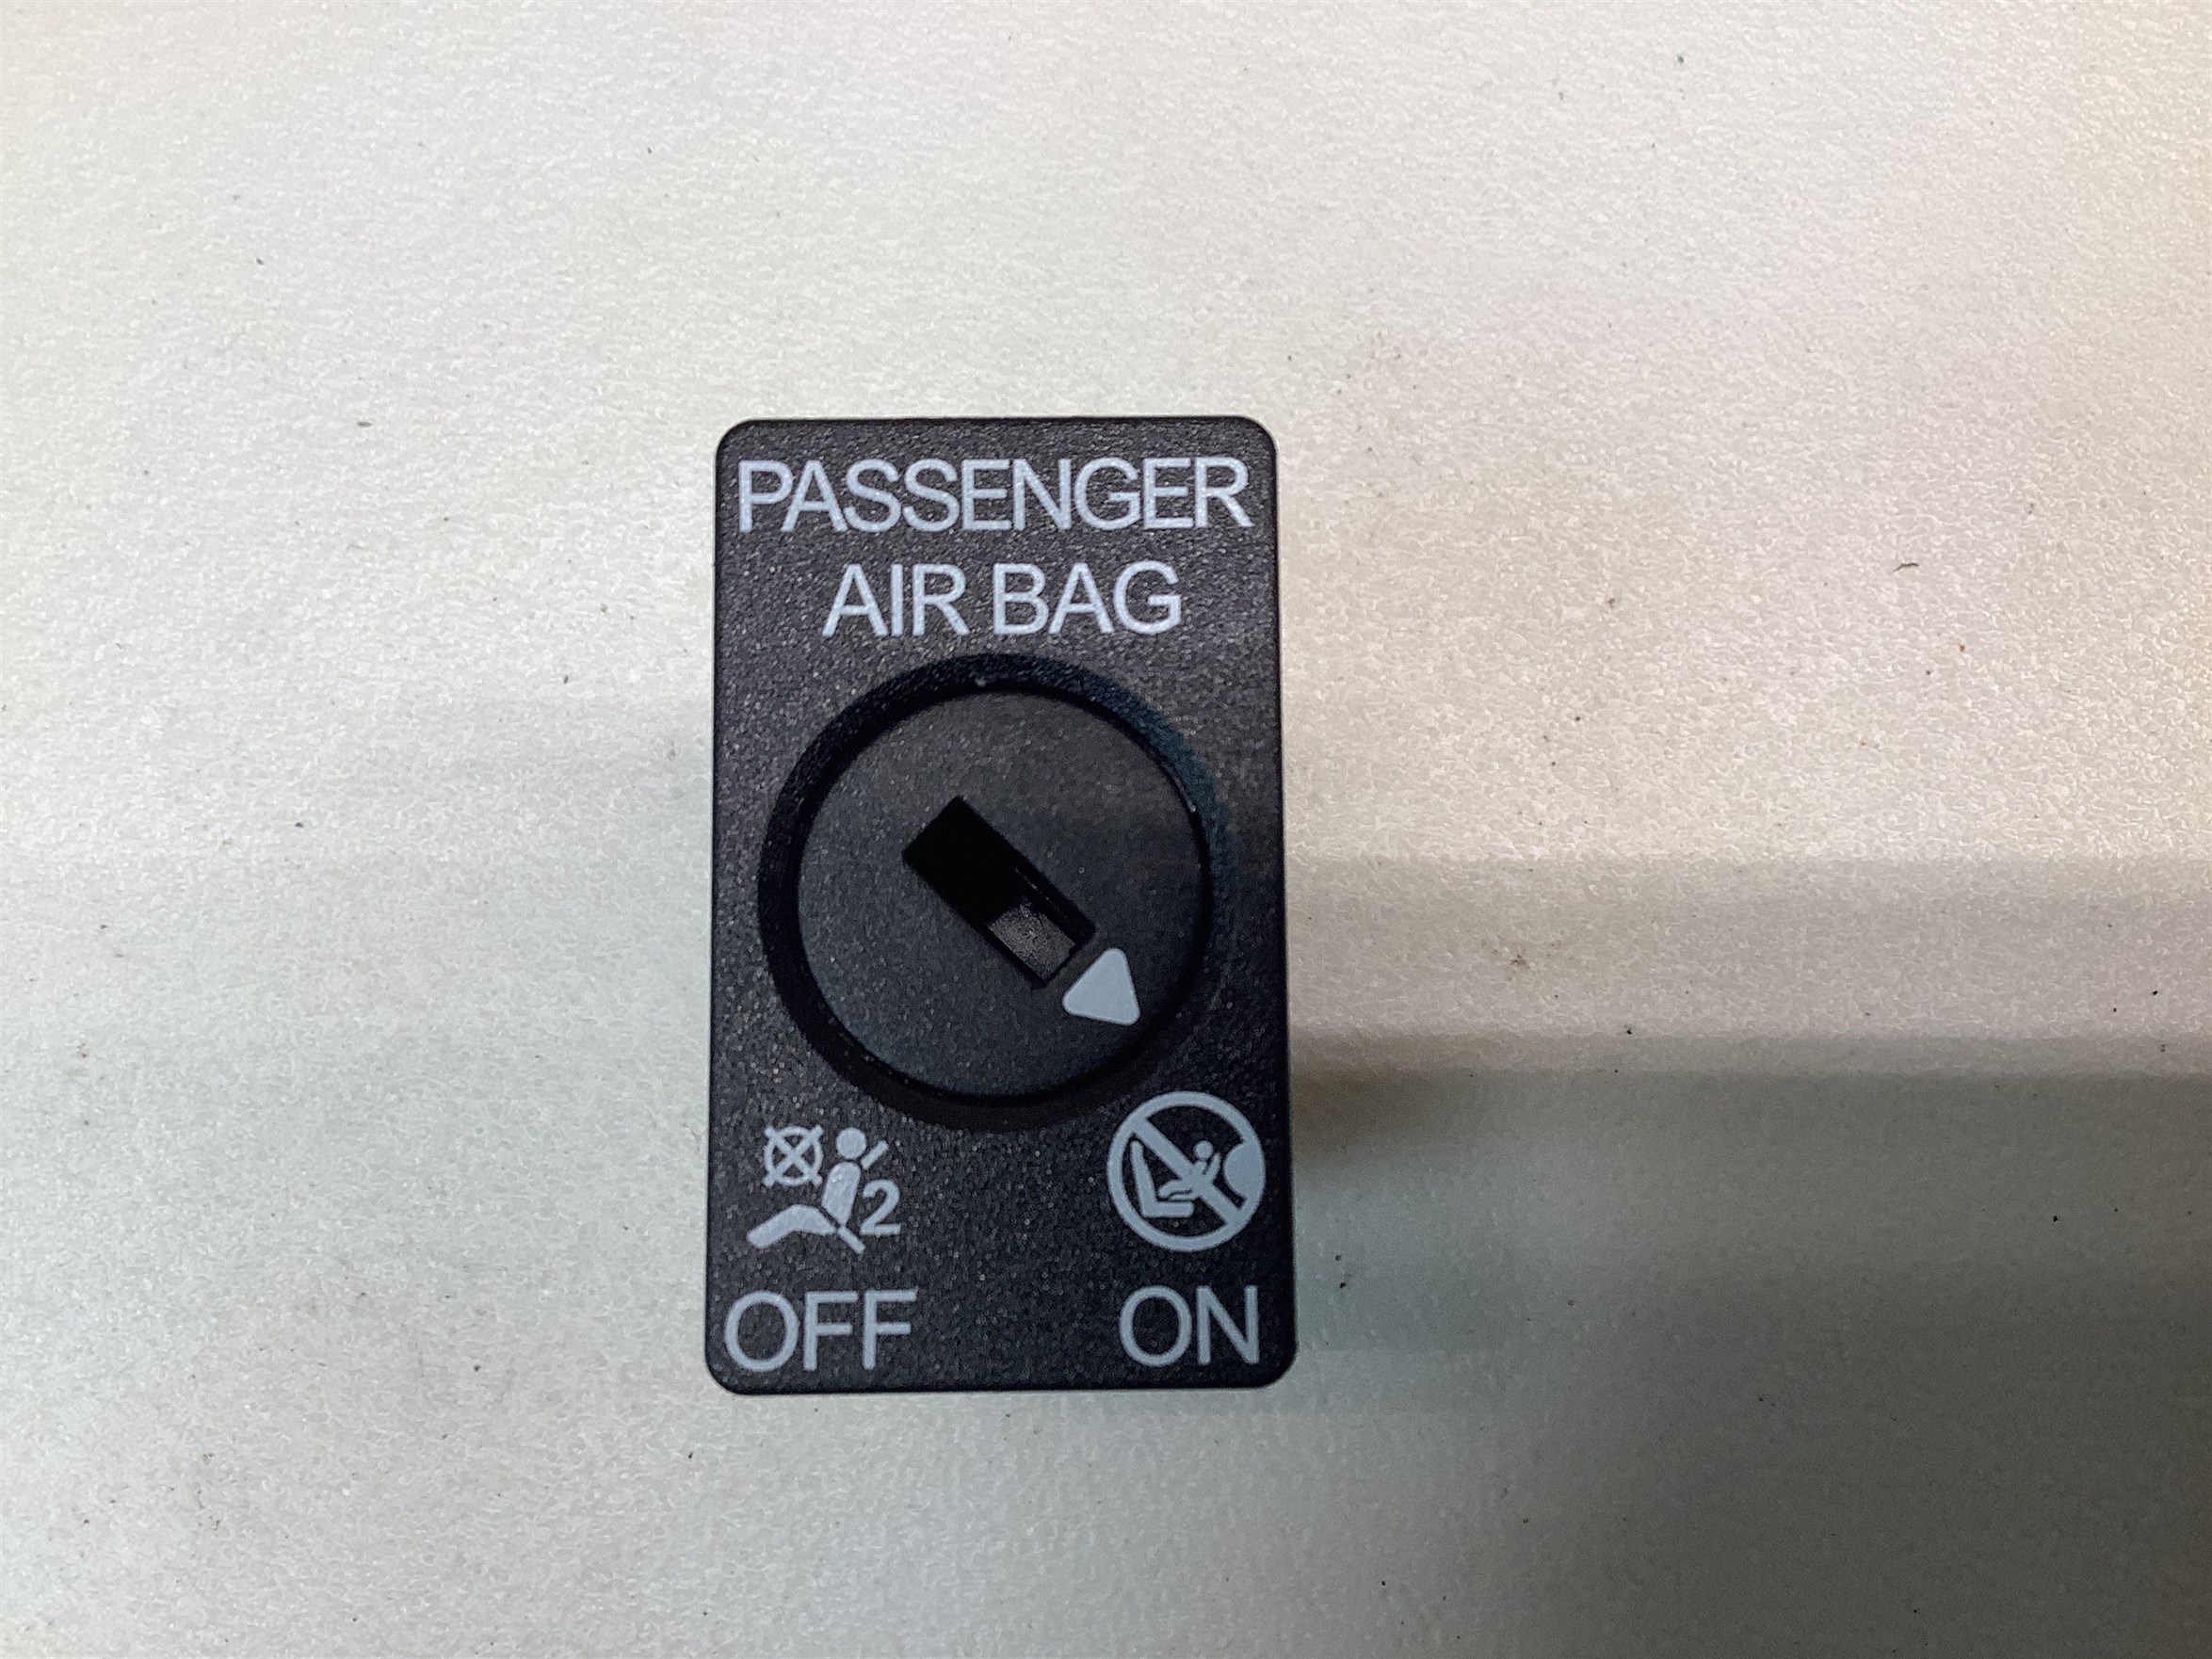 PASSENGER
AIR BAG
2
OFF ON